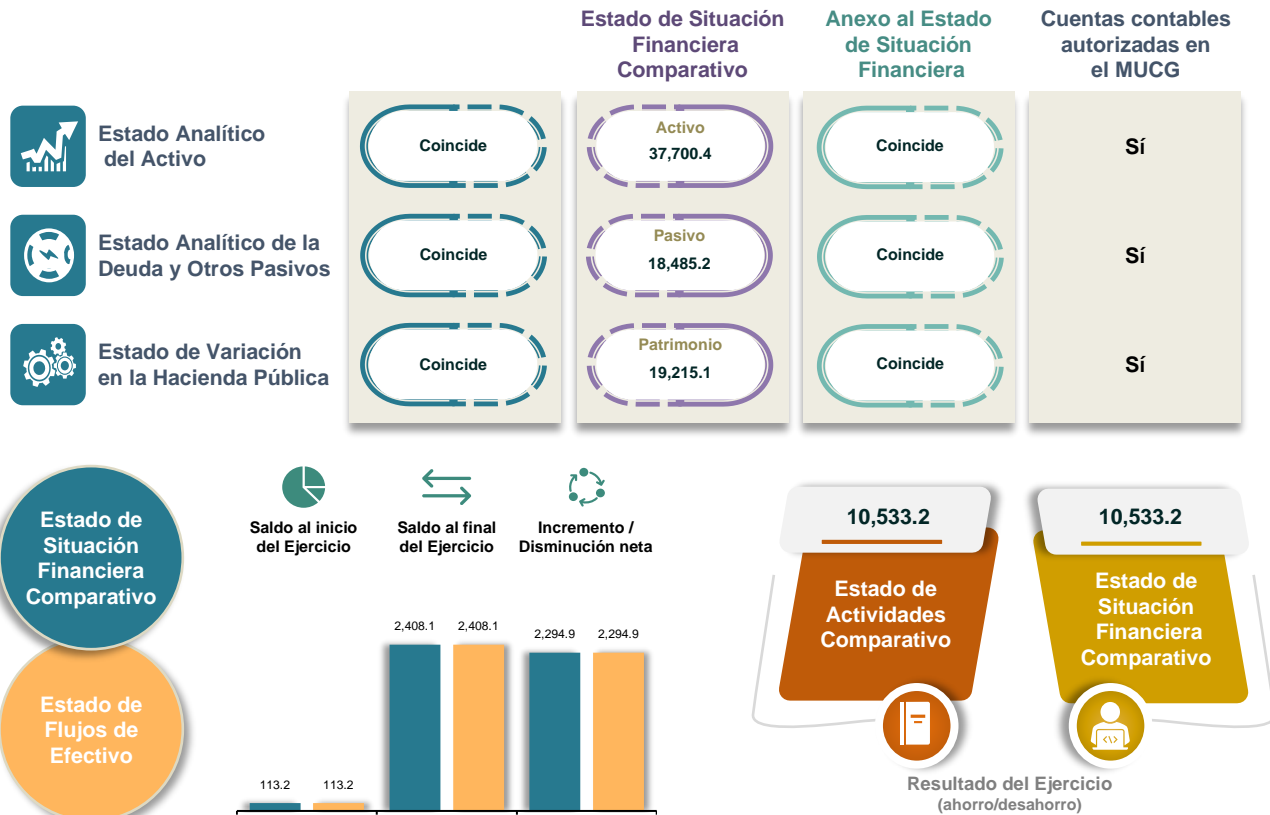 Estado de Situación
Financiera
Comparativo
Anexo al Estado
de Situación
Financiera
Cuentas contables
autorizadas en
el MUCG
Estado Analítico
del Activo
Coincide
Activo
37,700.4
Coincide
Sí
Estado Analítico de la
Deuda y Otros Pasivos
Coincide
Pasivo
18,485.2
Coincide
Sí
Estado de Variación
en la Hacienda Pública
Coincide
Patrimonio
19,215.1
Coincide
Sí
Estado de
Situación
Financiera
Comparativo
Estado de
Flujos de
Efectivo
Saldo al inicio
del Ejercicio
Saldo al final
del Ejercicio
Incremento /
Disminución neta
113.2
113.2
2,408.1
2,408.1
2,294.9
2,294.9
10,533.2
Estado de
Actividades
Comparativo
10,533.2
Estado de
Situación
Financiera
Comparativo
Resultado del Ejercicio
(ahorro/desahorro)